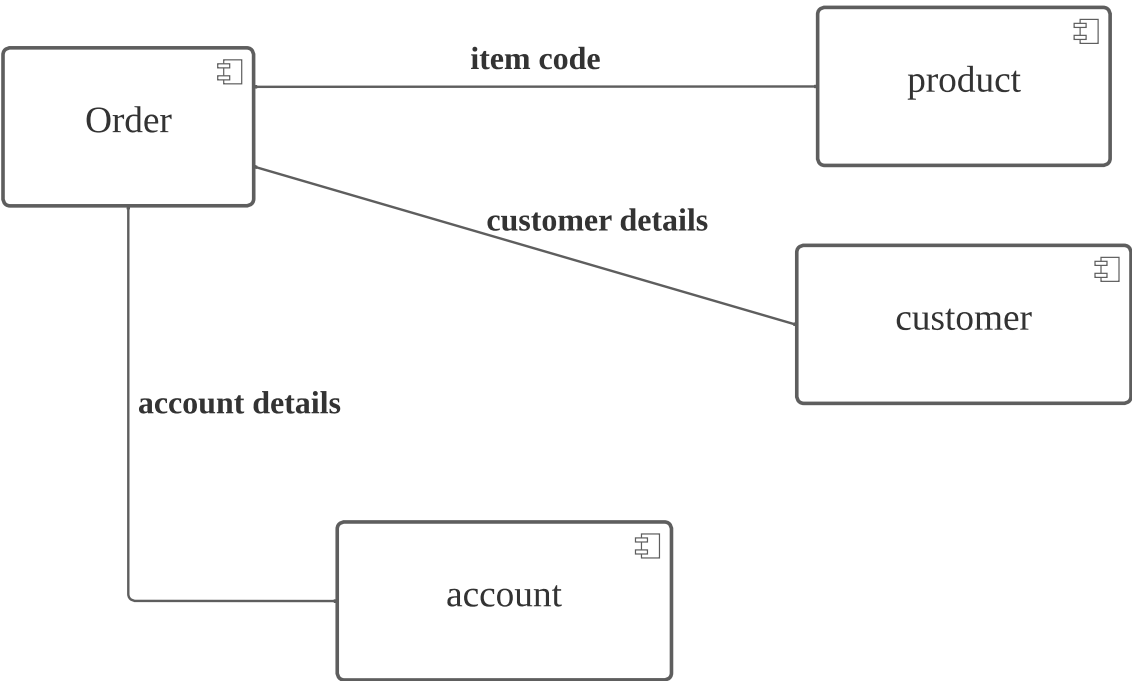 item code
product
Order
customer details
customer
account details
account